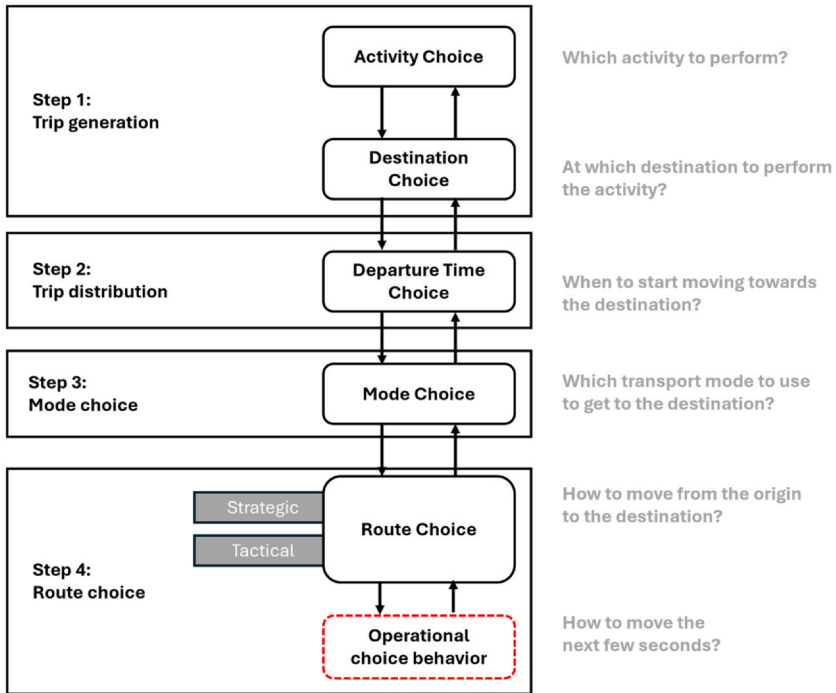 Activity Choice
Which activity to perform?
Step 1:
Trip generation
Destination
Choice
At which destination to perform
the activity?
Step 2:
Trip distribution
Departure Time
Choice
When to start moving towards
the destination?
Step 3:
Mode choice
Mode Choice
Which transport mode to use
to get to the destination?
Strategic
Tactical
Route Choice
How to move from the origin
to the destination?
Step 4:
Route choice
Operational
choice behavior
How to move the
next few seconds?